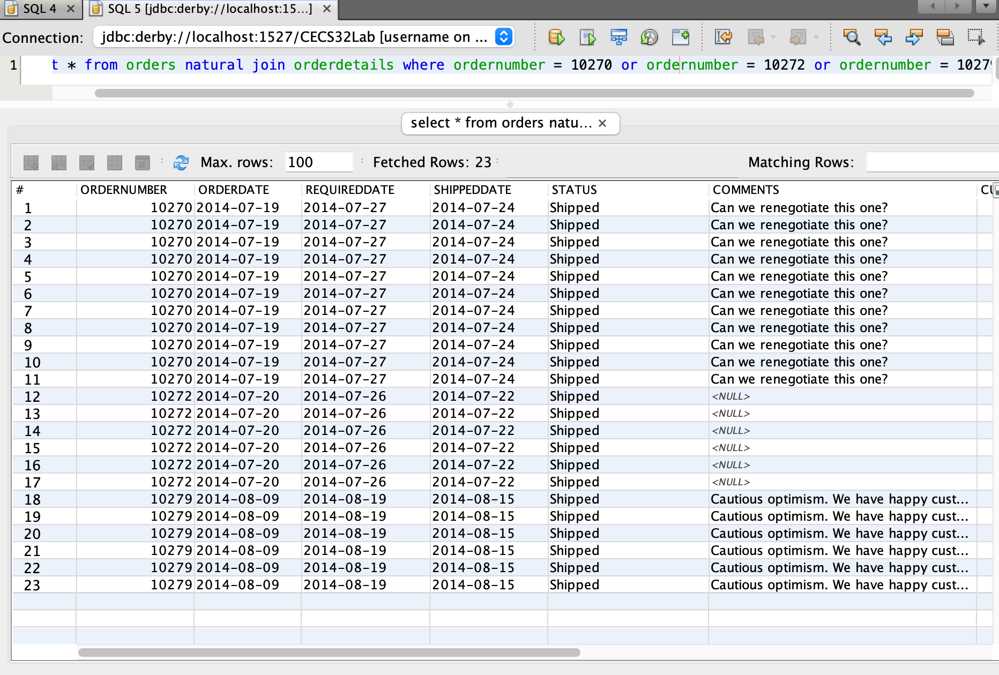 SQL 4 SQL 5 [jdbc:derby://localhost:15...]
Connection: jdbc:derby://localhost:1527/CECS32Lab [username on ...
1 t * from orders natural join orderdetails where ordernumber = 10270 or ordernumber = 10272 or ordernumber = 1027
select * from orders natu...
Max. rows: 100 Fetched Rows: 23 Matching Rows:
# ORDERNUMBER ORDERDATE REQUIREDDATE SHIPPEDDATE STATUS COMMENTS CU
1 10270 2014-07-19 2014-07-27 2014-07-24 Shipped Can we renegotiate this one?
2 10270 2014-07-19 2014-07-27 2014-07-24 Shipped Can we renegotiate this one?
3 10270 2014-07-19 2014-07-27 2014-07-24 Shipped Can we renegotiate this one?
4 10270 2014-07-19 2014-07-27 2014-07-24 Shipped Can we renegotiate this one?
5 10270 2014-07-19 2014-07-27 2014-07-24 Shipped Can we renegotiate this one?
6 10270 2014-07-19 2014-07-27 2014-07-24 Shipped Can we renegotiate this one?
7 10270 2014-07-19 2014-07-27 2014-07-24 Shipped Can we renegotiate this one?
8 10270 2014-07-19 2014-07-27 2014-07-24 Shipped Can we renegotiate this one?
9 10270 2014-07-19 2014-07-27 2014-07-24 Shipped Can we renegotiate this one?
10 10270 2014-07-19 2014-07-27 2014-07-24 Shipped Can we renegotiate this one?
11 10270 2014-07-19 2014-07-27 2014-07-24 Shipped Can we renegotiate this one?
12 10272 2014-07-20 2014-07-26 2014-07-22 Shipped <NULL>
13 10272 2014-07-20 2014-07-26 2014-07-22 Shipped <NULL>
14 10272 2014-07-20 2014-07-26 2014-07-22 Shipped <NULL>
15 10272 2014-07-20 2014-07-26 2014-07-22 Shipped <NULL>
16 10272 2014-07-20 2014-07-26 2014-07-22 Shipped <NULL>
17 10272 2014-07-20 2014-07-26 2014-07-22 Shipped <NULL>
18 10279 2014-08-09 2014-08-19 2014-08-15 Shipped Cautious optimism. We have happy cust...
19 10279 2014-08-09 2014-08-19 2014-08-15 Shipped Cautious optimism. We have happy cust...
20 10279 2014-08-09 2014-08-19 2014-08-15 Shipped Cautious optimism. We have happy cust...
21 10279 2014-08-09 2014-08-19 2014-08-15 Shipped Cautious optimism. We have happy cust...
22 10279 2014-08-09 2014-08-19 2014-08-15 Shipped Cautious optimism. We have happy cust...
23 10279 2014-08-09 2014-08-19 2014-08-15 Shipped Cautious optimism. We have happy cust...